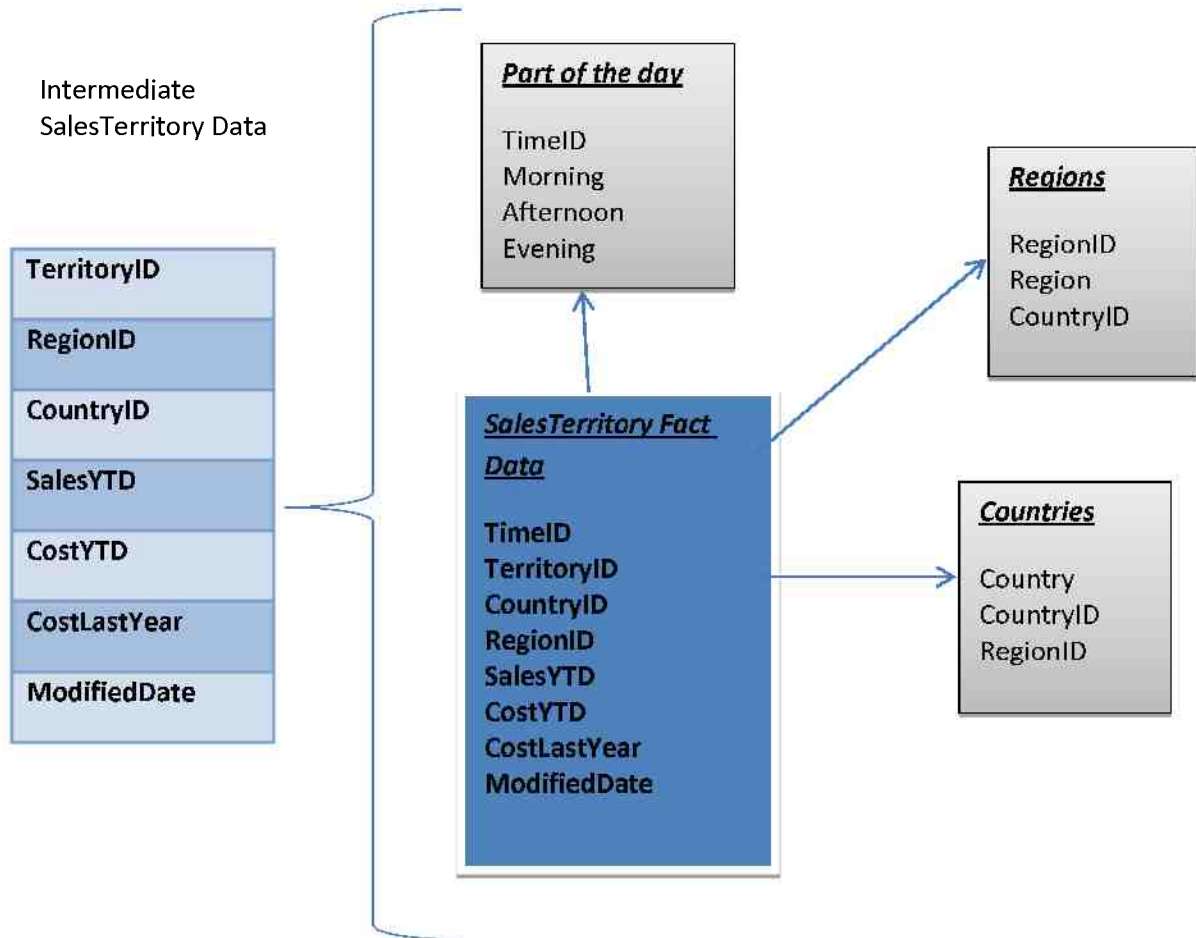 Intermediate
SalesTerritory Data
TerritoryID
RegionID
CountryID
SalesYTD
CostYTD
CostLastYear
ModifiedDate
Part of the day
TimeID
Morning
Afternoon
Evening
SalesTerritory Fact
Data
TimeID
TerritoryID
CountryID
RegionID
SalesYTD
CostYTD
CostLastYear
ModifiedDate
Regions
RegionID
Region
CountryID
Countries
Country
CountryID
RegionID